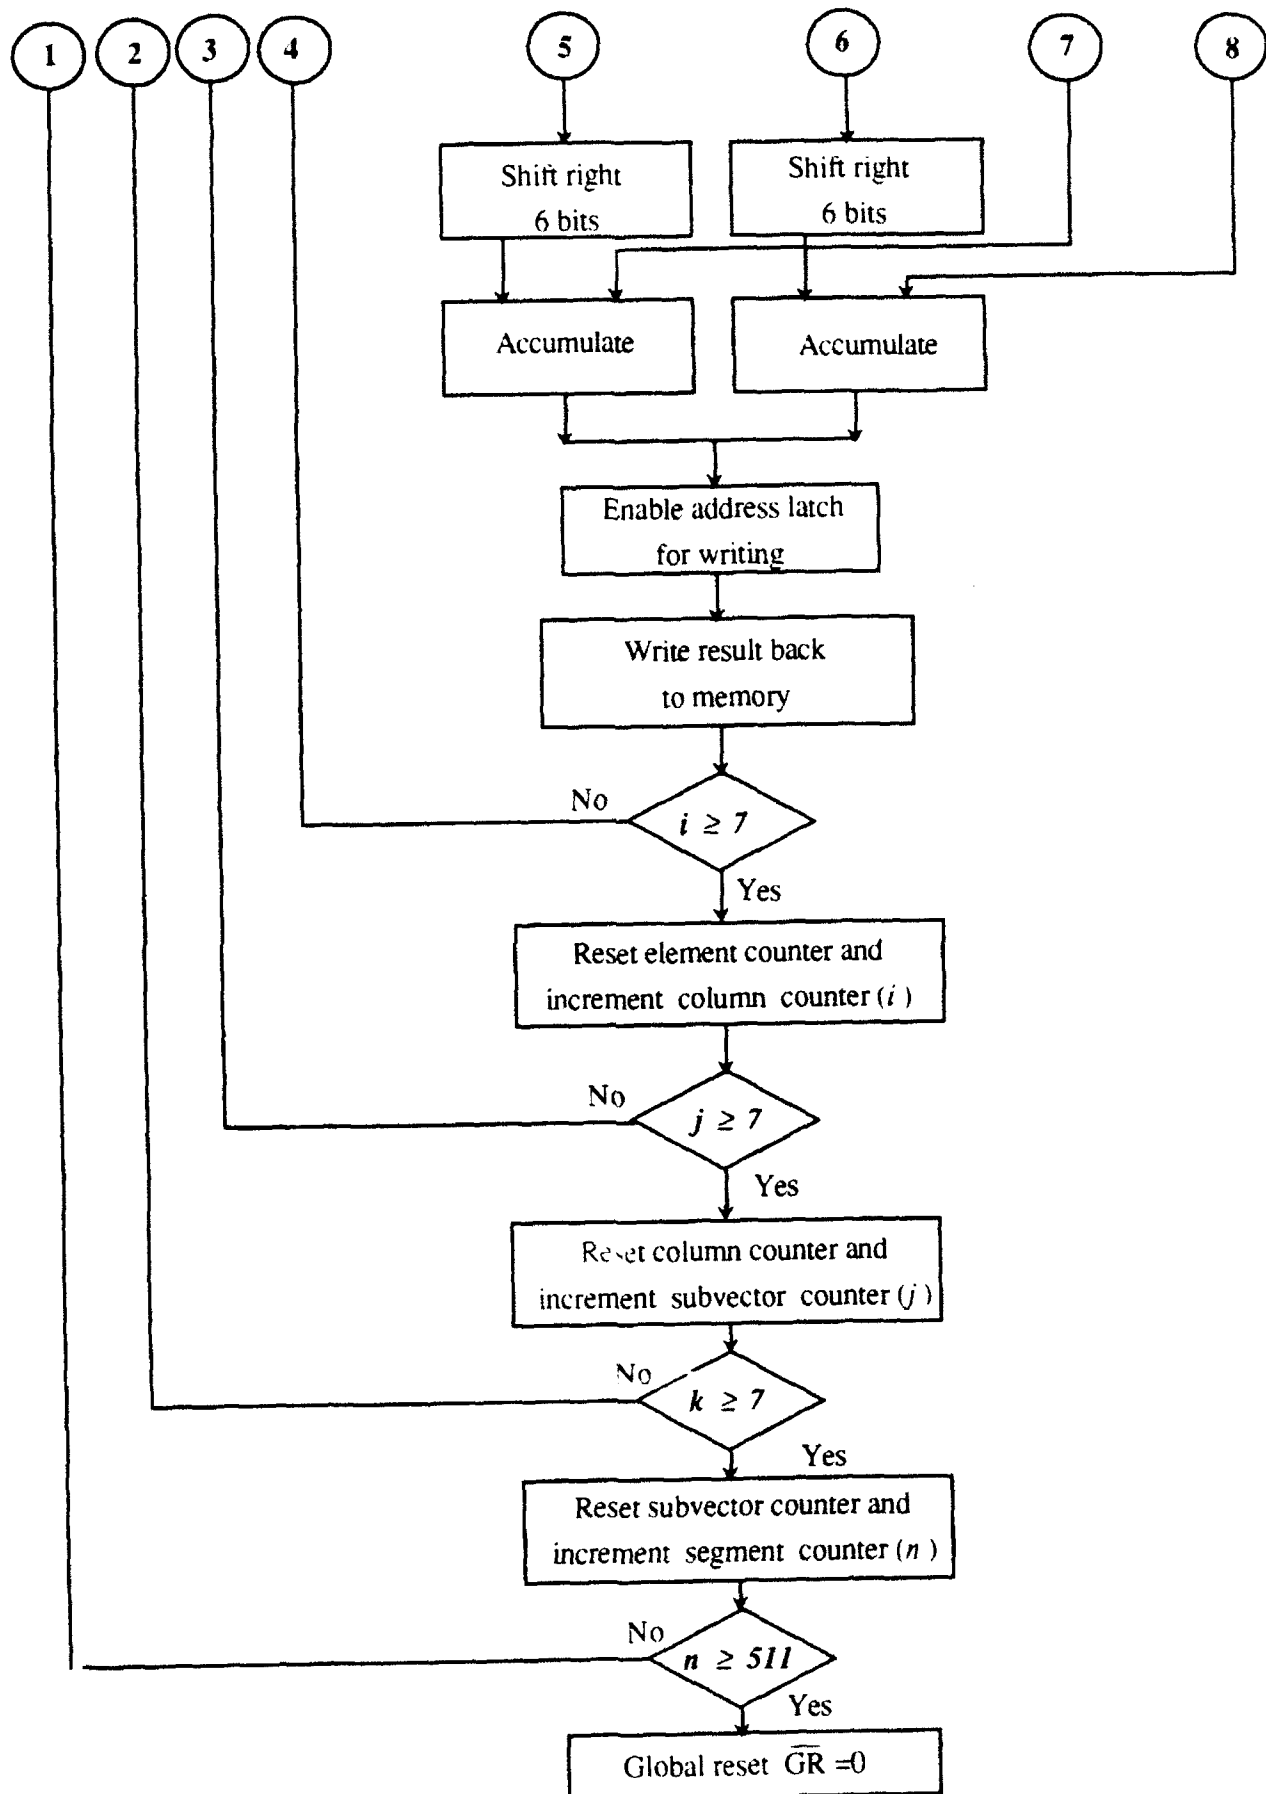 1 2 3 4 5 6 7 8
Shift right
6 bits
Shift right
6 bits
Accumulate
Accumulate
Enable address latch
for writing
Write result back
to memory
No
i ≥ 7
Yes
Reset element counter and
increment column counter (i)
No
j ≥ 7
Yes
Reset column counter and
increment subvector counter (j)
No
k ≥ 7
Yes
Reset subvector counter and
increment segment counter (n)
No
n ≥ 511
Yes
Global reset G̅R̅ =0